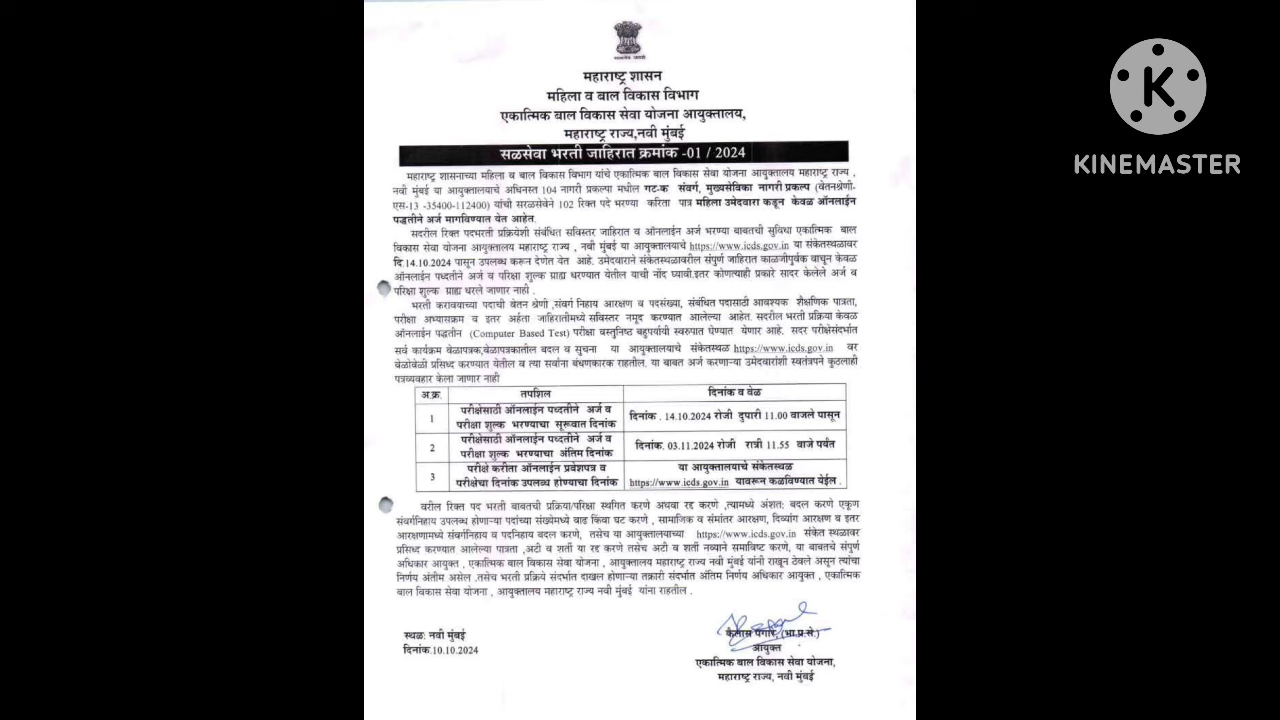 महाराष्ट्र शासन
महिला व बाल विकास विभाग
एकात्मिक बाल विकास सेवा योजना आयुक्तालय,
महाराष्ट्र राज्य,नवी मुंबई
सळसेवा भरती जाहिरात क्रमांक -01 / 2024
महाराष्ट्र शासनाच्या महिला व बाल विकास विभाग यांचे एकात्मिक बाल विकास सेवा योजना आयुक्तालय महाराष्ट्र राज्य ,
नवी मुंबई या आयुक्तालयाचे अधिनस्त 104 नागरी प्रकल्पा मधील गट-क संवर्ग, मुख्यसेविका नागरी प्रकल्प (वेतनश्रेणी-
एस-13 -35400-112400) यांची सरळसेवेने 102 रिक्त पदे भरण्या करिता पात्र महिला उमेदवारा कडून केवळ ऑनलाईन
पद्धतीने अर्ज मागविण्यात येत आहेत.
सदरील रिक्त पदभरती प्रक्रियेशी संबंधित सविस्तर जाहिरात व ऑनलाईन अर्ज भरण्या बाबतची सुविधा एकात्मिक बाल
विकास सेवा योजना आयुक्तालय महाराष्ट्र राज्य , नवी मुंबई या आयुक्तालयाचे https://www.icds.gov.in या संकेतस्थळावर
दि.14.10.2024 पासून उपलब्ध करून देणेत येत आहे. उमेदवाराने संकेतस्थळावरील संपुर्ण जाहिरात काळजीपुर्वक वाचुन केवळ
ऑनलाईन पध्दतीने अर्ज व परिक्षा शुल्क ग्राह्य धरण्यात येतील याची नोंद घ्यावी.इतर कोणत्याही प्रकारे सादर केलेले अर्ज व
परिक्षा शुल्क ग्राह्य धरले जाणार नाही .
भरती करावयाच्या पदाची वेतन श्रेणी ,संवर्ग निहाय आरक्षण व पदसंख्या, संबंधित पदासाठी आवश्यक शैक्षणिक पात्रता,
परीक्षा अभ्यासक्रम व इतर अर्हता जाहिरातीमध्ये सविस्तर नमूद करण्यात आलेल्या आहेत. सदरील भरती प्रक्रिया केवळ
ऑनलाईन पद्धतीन (Computer Based Test) परीक्षा वस्तुनिष्ठ बहुपर्यायी स्वरुपात घेण्यात येणार आहे. सदर परीक्षेसंदर्भात
सर्व कार्यक्रम वेळापत्रक,वेळापत्रकातील बदल व सुचना या आयुक्तालयाचे संकेतस्थळ https://www.icds.gov.in वर
वेळोवेळी प्रसिध्द करण्यात येतील व त्या सर्वाना बंधणकारक राहतील. या बाबत अर्ज करणाऱ्या उमेदवारांशी स्वतंत्रपने कुठलाही
पत्रव्यवहार केला जाणार नाही
अ.क्र. तपशिल दिनांक व वेळ
1 परीक्षेसाठी ऑनलाईन पध्दतीने अर्ज व परीक्षा शुल्क भरण्याचा सुरूवात दिनांक दिनांक . 14.10.2024 रोजी दुपारी 11.00 वाजले पासून
2 परीक्षेसाठी ऑनलाईन पध्दतीने अर्ज व परीक्षा शुल्क भरण्याचा अंतिम दिनांक दिनांक. 03.11.2024 रोजी रात्री 11.55 वाजे पर्यंत
3 परीक्षे करीता ऑनलाईन प्रवेशपत्र व परीक्षेचा दिनांक उपलब्ध होण्याचा दिनांक या आयुक्तालयाचे संकेतस्थळ https://www.icds.gov.in यावरून कळविण्यात येईल .
वरील रिक्त पद भरती बाबतची प्रक्रिया/परिक्षा स्थगित करणे अथवा रद्द करणे ,त्यामध्ये अंशत: बदल करणे एकूण
संवर्गनिहाय उपलब्ध होणाऱ्या पदांच्या संख्येमध्ये वाढ किंवा घट करणे , सामाजिक व समांतर आरक्षण, दिव्यांग आरक्षण व इतर
आरक्षणामध्ये संवर्गनिहाय व पदनिहाय बदल करणे, तसेच या आयुक्तालयाच्या https://www.icds.gov.in संकेत स्थळावर
प्रसिध्द करण्यात आलेल्या पात्रता ,अटी व शर्ती या रद्द करणे तसेच अटी व शर्ती नव्याने समाविष्ट करणे, या बाबतचे संपुर्ण
अधिकार आयुक्त , एकात्मिक बाल विकास सेवा योजना , आयुक्तालय महाराष्ट्र राज्य नवी मुंबई यांनी राखून ठेवले असून त्यांचा
निर्णय अंतीम असेल .तसेच भरती प्रक्रिये संदर्भात दाखल होणाऱ्या तक्रारी संदर्भात अंतिम निर्णय अधिकार आयुक्त , एकात्मिक
बाल विकास सेवा योजना , आयुक्तालय महाराष्ट्र राज्य नवी मुंबई यांना राहतील .
स्थळ: नवी मुंबई
दिनांक.10.10.2024
कैलास पगारे, (भा.प्र.से.)
आयुक्त
एकात्मिक बाल विकास सेवा योजना,
महाराष्ट्र राज्य, नवी मुंबई
K
KINEMASTER